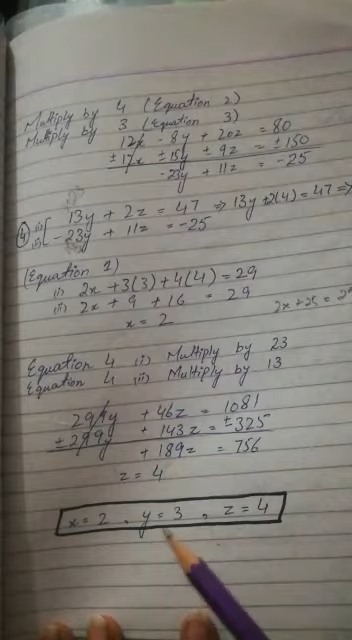 Multiply by 4 (Equation 2)
Multiply by 3 (Equation 3)
12x - 8y + 20z = 80
± 12x ± 15y ± 9z = ± 150
-23y + 11z = -25
④ i) [ 13y + 2z = 47 ⇒ 13y + 2(4) = 47 ⇒
ii) [ -23y + 11z = -25
(Equation 1)
i) 2x + 3(3) + 4(4) = 29
ii) 2x + 9 + 16 = 29
2x + 25 = 29
x = 2
Equation 4 i) Multiply by 23
Equation 4 ii) Multiply by 13
299y + 46z = 1081
± 299y + 143z = ± 325
+ 189z = 756
z = 4
x = 2 , y = 3 , z = 4